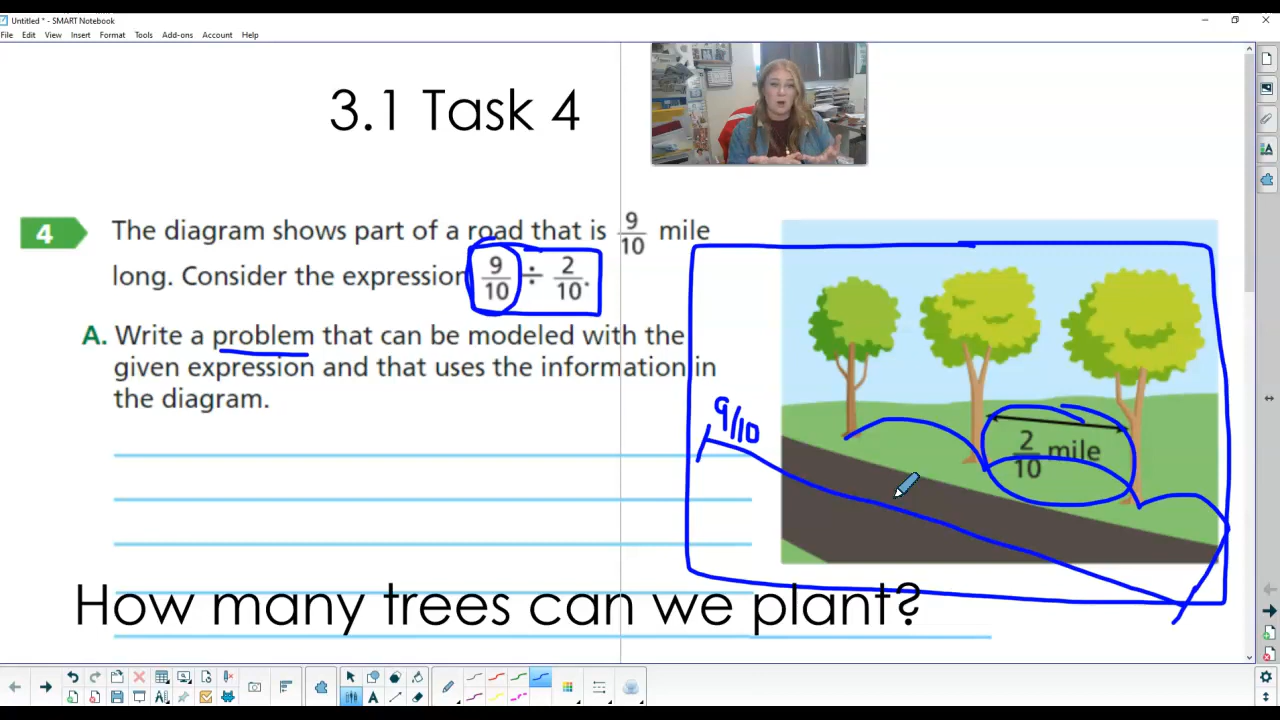 Untitled * - SMART Notebook
File Edit View Insert Format Tools Add-ons Account Help
3.1 Task 4
4 The diagram shows part of a road that is 9/10 mile
long. Consider the expression 9/10 ÷ 2/10.
A. Write a problem that can be modeled with the
given expression and that uses the information in
the diagram.
9/10
2/10 mile
How many trees can we plant?